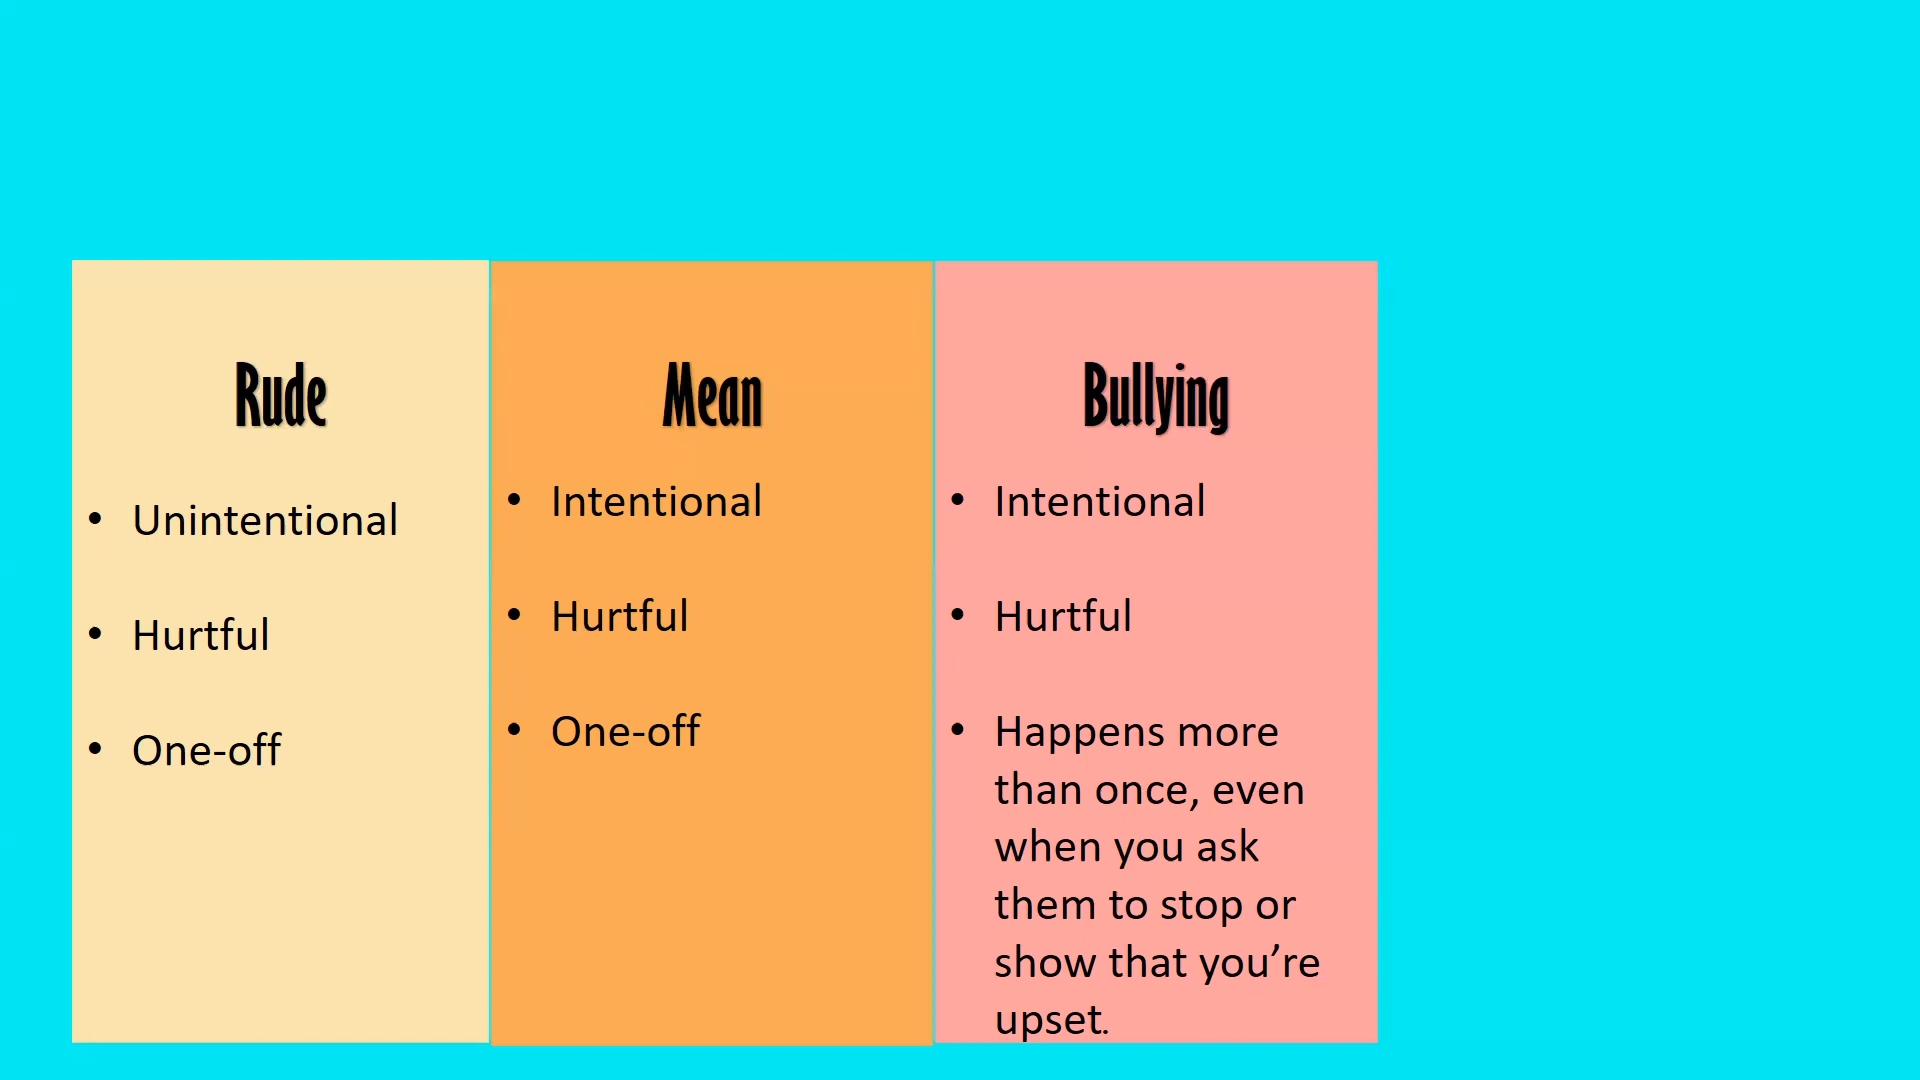 Rude
• Unintentional
• Hurtful
• One-off
Mean
• Intentional
• Hurtful
• One-off
Bullying
• Intentional
• Hurtful
• Happens more
than once, even
when you ask
them to stop or
show that you’re
upset.